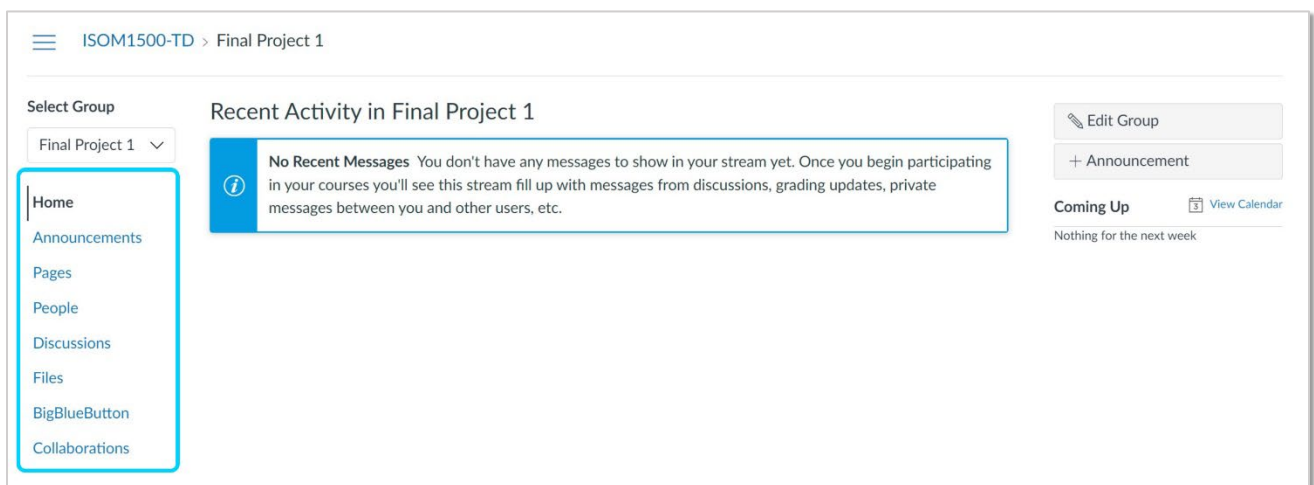 ISOM1500-TD > Final Project 1
Select Group
Final Project 1
Home
Announcements
Pages
People
Discussions
Files
BigBlueButton
Collaborations
Recent Activity in Final Project 1
No Recent Messages You don't have any messages to show in your stream yet. Once you begin participating
in your courses you'll see this stream fill up with messages from discussions, grading updates, private
messages between you and other users, etc.
Edit Group
+ Announcement
Coming Up
3 View Calendar
Nothing for the next week